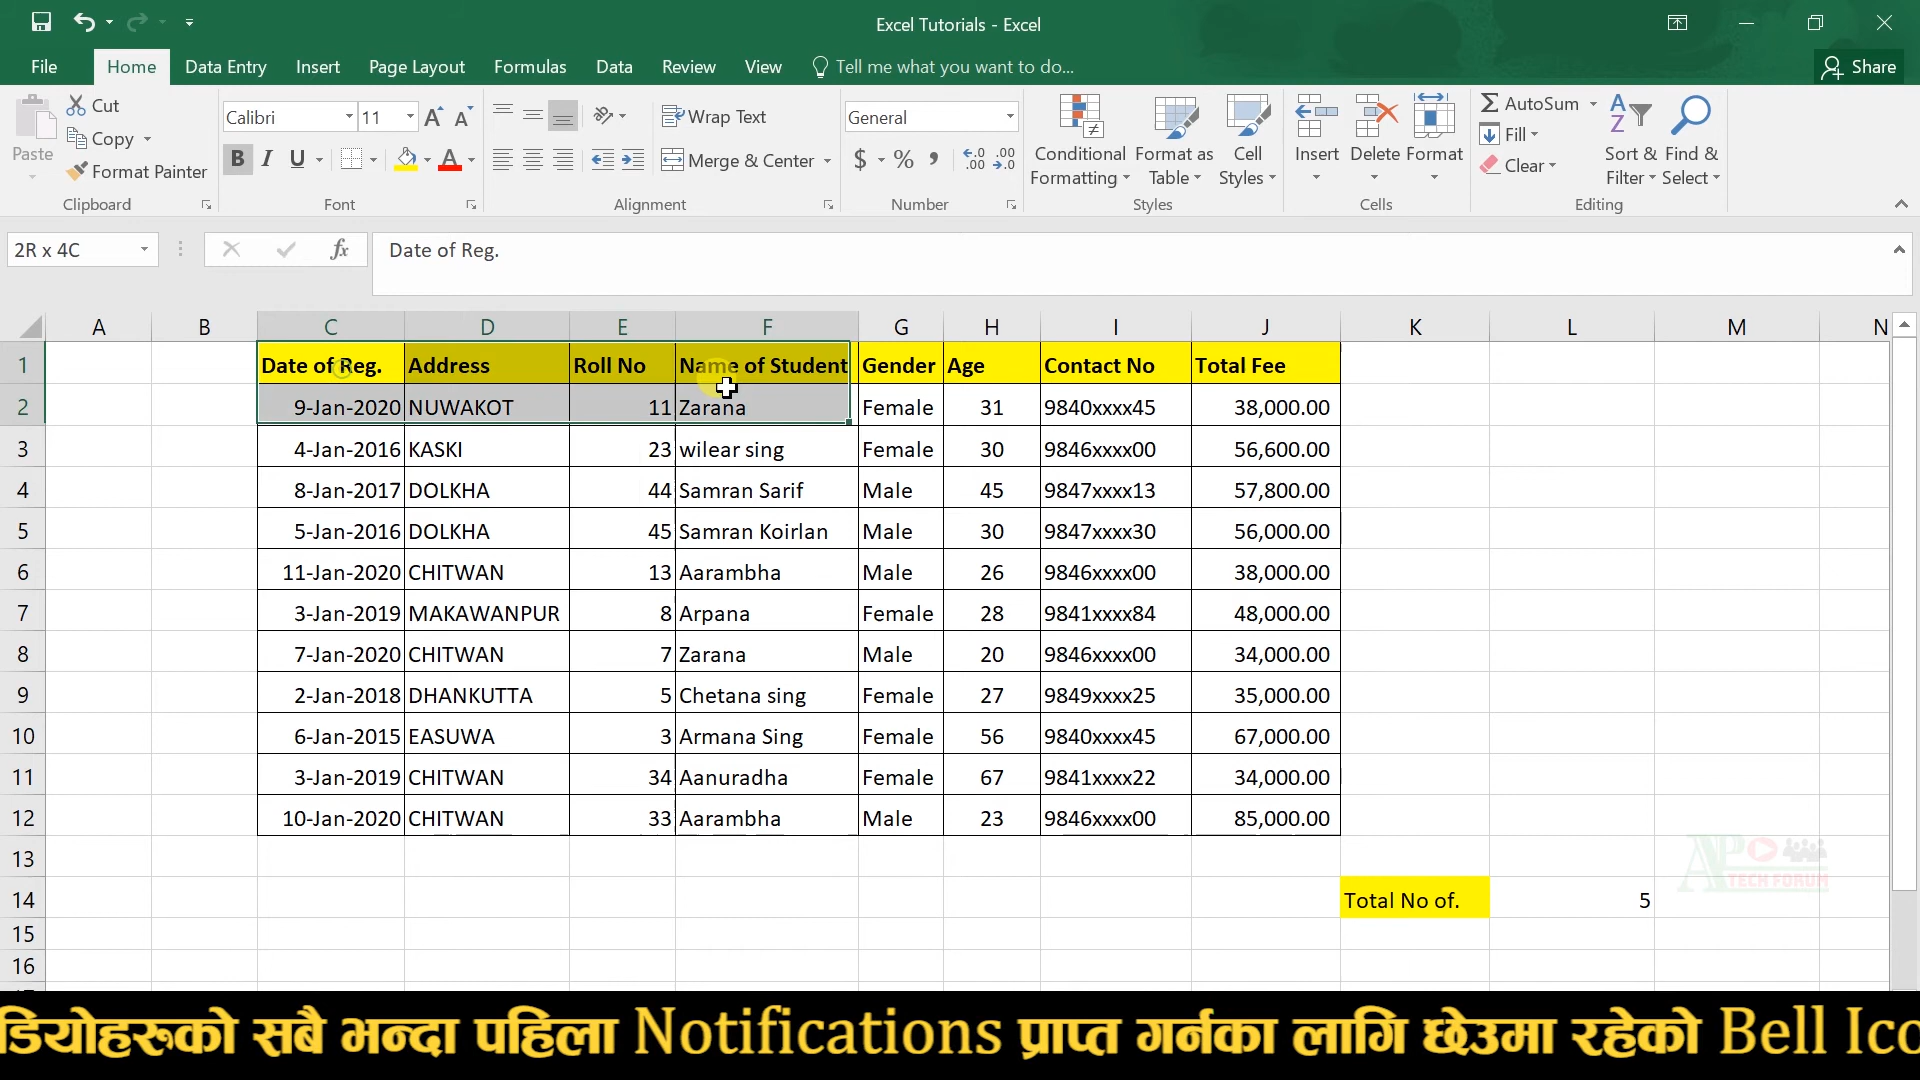 Excel Tutorials - Excel
File Home Data Entry Insert Page Layout Formulas Data Review View Tell me what you want to do... Share
Paste
Cut
Copy
Format Painter
Clipboard
Calibri 11
B I U
Font
Wrap Text
Merge & Center
Alignment
General
$ % ,
Number
Conditional Formatting
Format as Table
Cell Styles
Styles
Insert Delete Format
Cells
AutoSum
Fill
Clear
Sort & Filter
Find & Select
Editing
2R x 4C fx Date of Reg.
A B C D E F G H I J K L M N
1 Date of Reg. Address Roll No Name of Student Gender Age Contact No Total Fee
2 9-Jan-2020 NUWAKOT 11 Zarana Female 31 9840xxxx45 38,000.00
3 4-Jan-2016 KASKI 23 wilear sing Female 30 9846xxxx00 56,600.00
4 8-Jan-2017 DOLKHA 44 Samran Sarif Male 45 9847xxxx13 57,800.00
5 5-Jan-2016 DOLKHA 45 Samran Koirlan Male 30 9847xxxx30 56,000.00
6 11-Jan-2020 CHITWAN 13 Aarambha Male 26 9846xxxx00 38,000.00
7 3-Jan-2019 MAKAWANPUR 8 Arpana Female 28 9841xxxx84 48,000.00
8 7-Jan-2020 CHITWAN 7 Zarana Male 20 9846xxxx00 34,000.00
9 2-Jan-2018 DHANKUTTA 5 Chetana sing Female 27 9849xxxx25 35,000.00
10 6-Jan-2015 EASUWA 3 Armana Sing Female 56 9840xxxx45 67,000.00
11 3-Jan-2019 CHITWAN 34 Aanuradha Female 67 9841xxxx22 34,000.00
12 10-Jan-2020 CHITWAN 33 Aarambha Male 23 9846xxxx00 85,000.00
13
14 Total No of. 5
15
16
AP TECH FORUM
डियोहरुको सबै भन्दा पहिला Notifications प्राप्त गर्नका लागि छेउमा रहेको Bell Ico